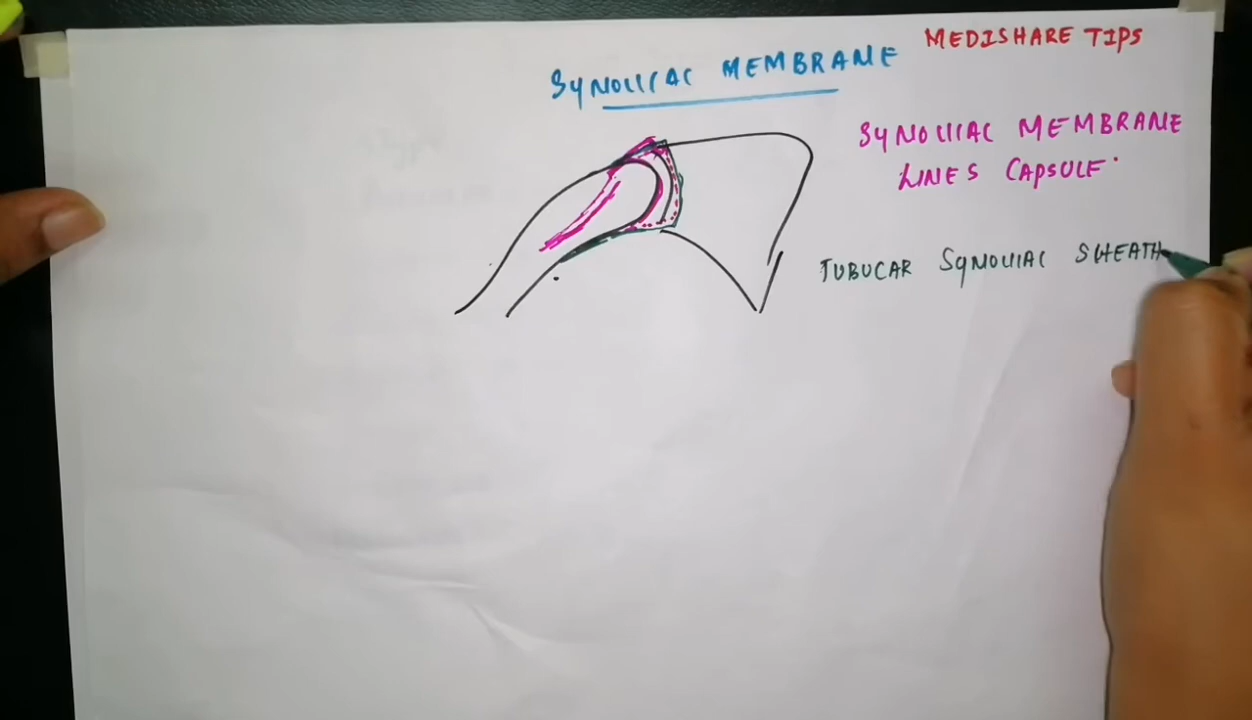 MEDISHARE TIPS
SYNOVIAL MEMBRANE
SYNOVIAL MEMBRANE
LINES CAPSULE.
TUBULAR SYNOVIAL SHEATH